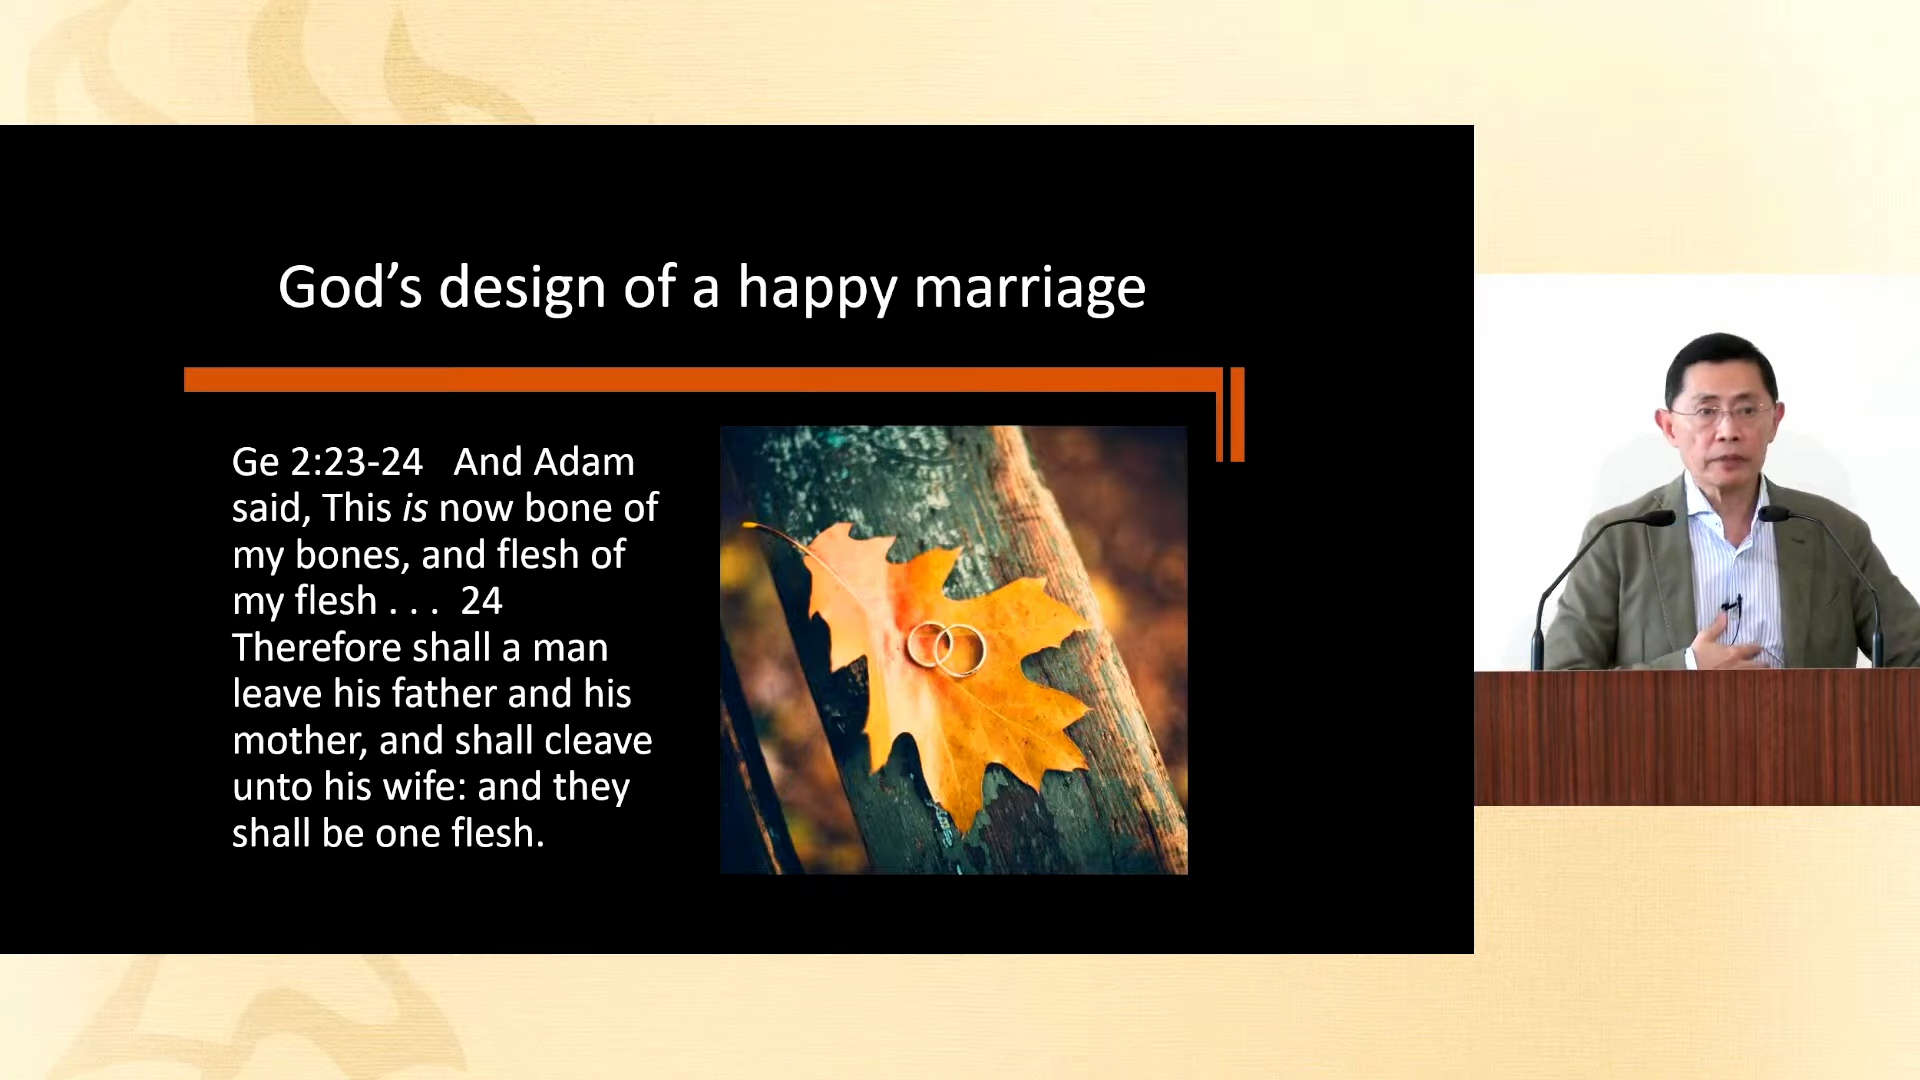 God’s design of a happy marriage
Ge 2:23-24   And Adam
said, This is now bone of
my bones, and flesh of
my flesh . . .  24
Therefore shall a man
leave his father and his
mother, and shall cleave
unto his wife: and they
shall be one flesh.